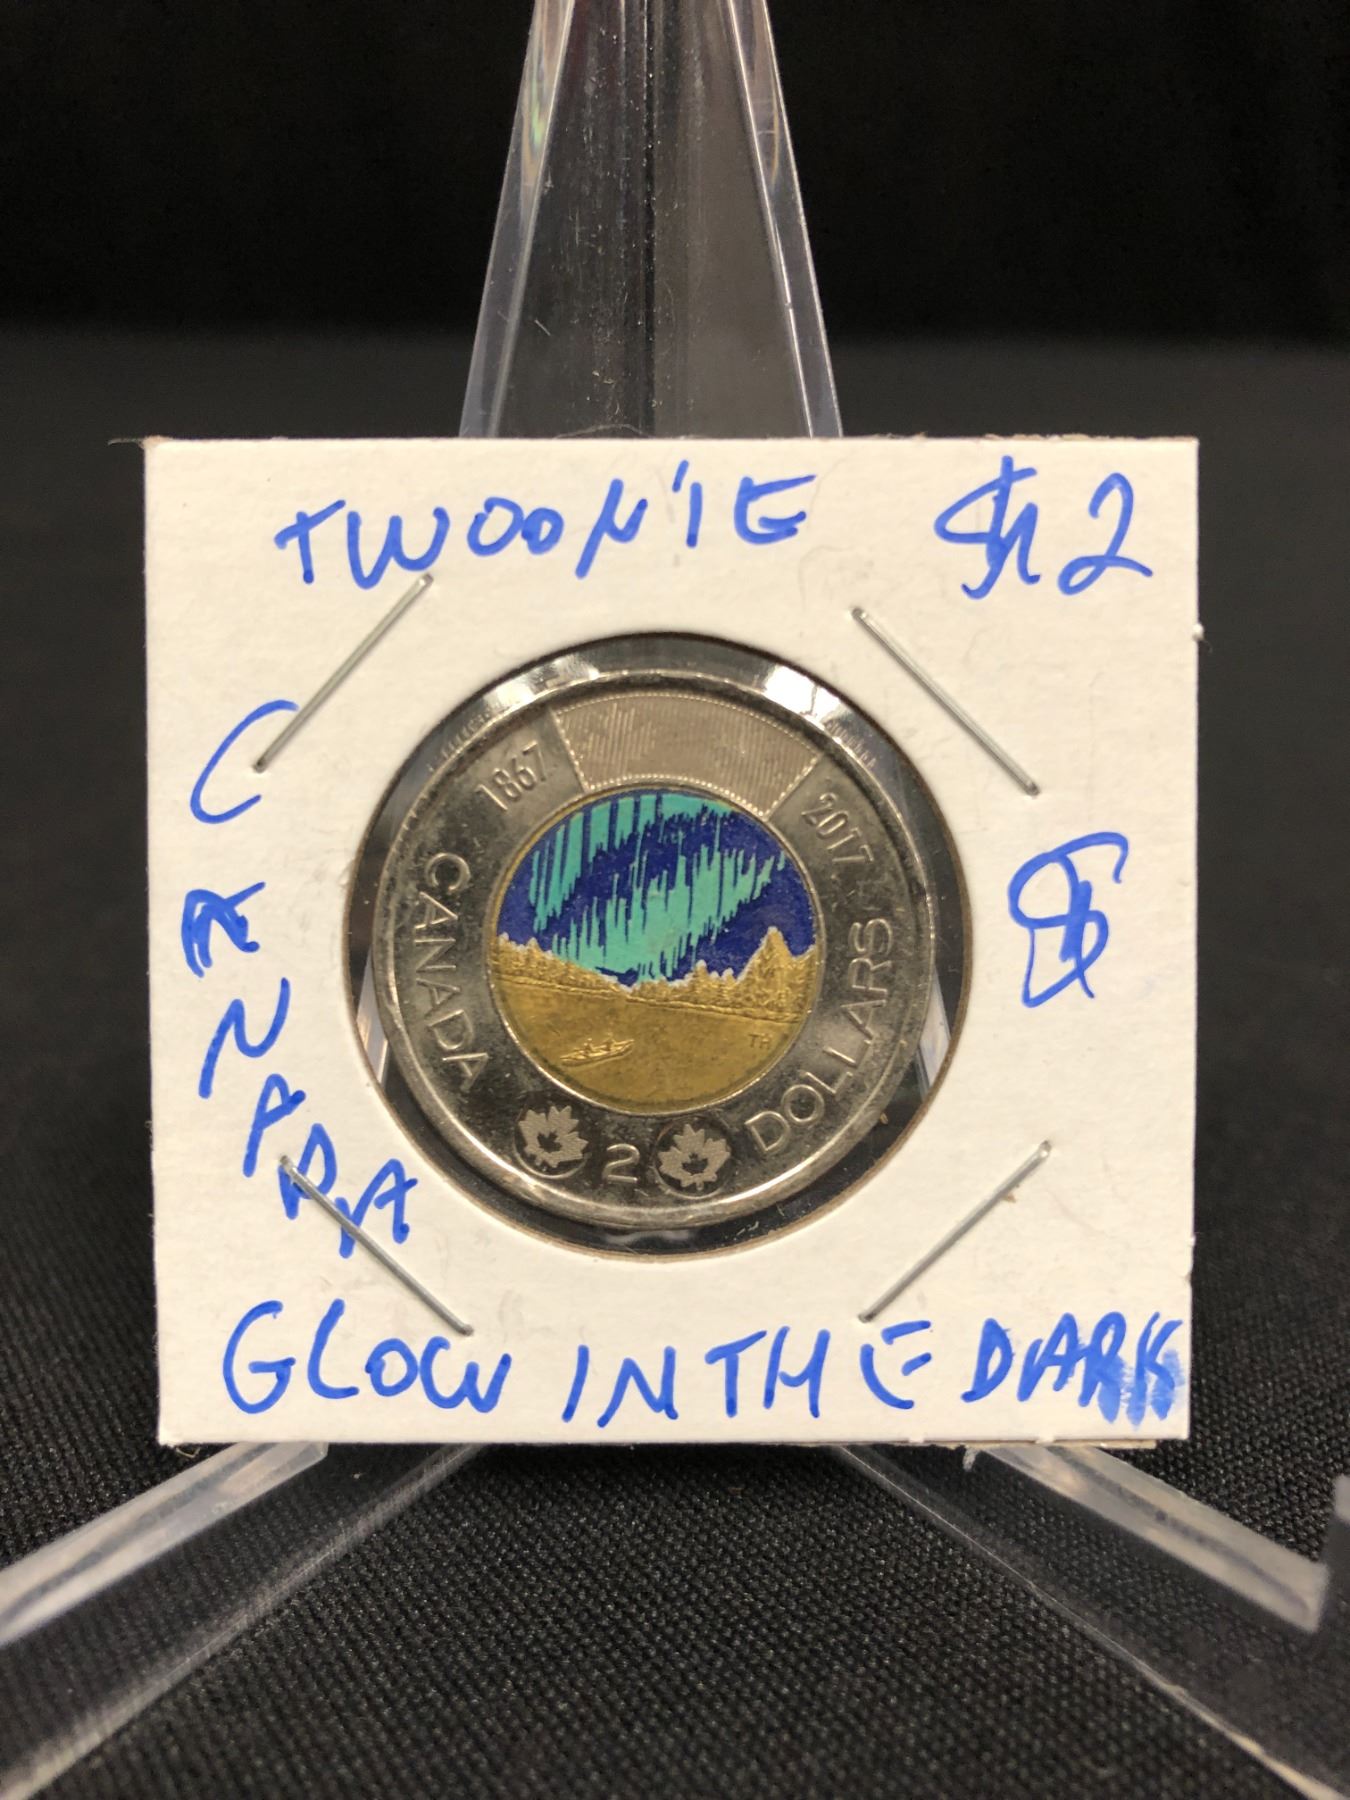 TWOONIE $2
CANADA
1867
2017
CANADA
DOLLARS
TH
2
GLOW IN THE DARK